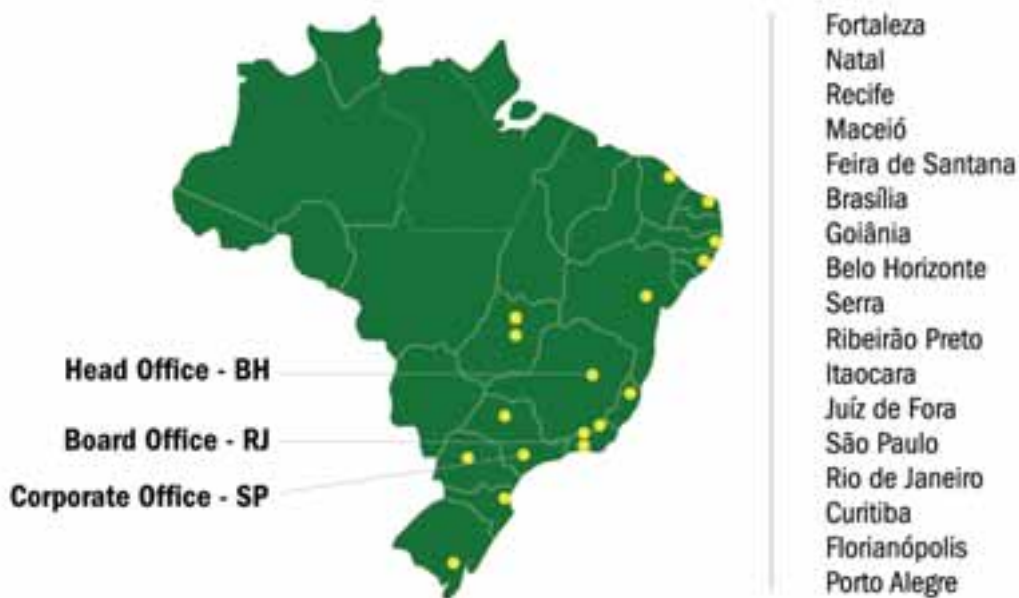 Head Office - BH
Board Office - RJ
Corporate Office - SP
Fortaleza
Natal
Recife
Maceió
Feira de Santana
Brasília
Goiânia
Belo Horizonte
Serra
Ribeirão Preto
Itaocara
Juíz de Fora
São Paulo
Rio de Janeiro
Curitiba
Florianópolis
Porto Alegre